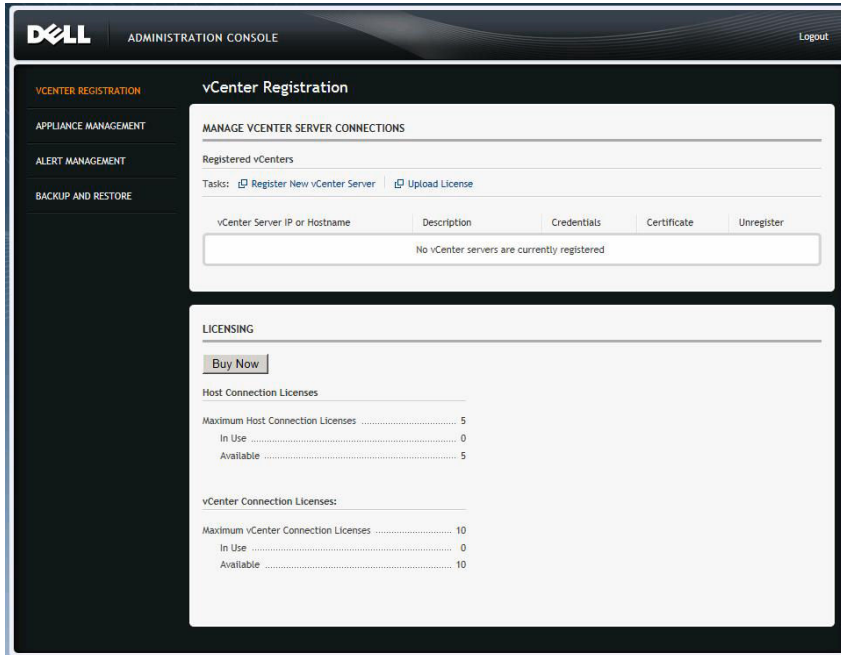 DELL ADMINISTRATION CONSOLE Logout
VCENTER REGISTRATION
APPLIANCE MANAGEMENT
ALERT MANAGEMENT
BACKUP AND RESTORE
vCenter Registration
MANAGE VCENTER SERVER CONNECTIONS
Registered vCenters
Tasks: Register New vCenter Server Upload License
vCenter Server IP or Hostname Description Credentials Certificate Unregister
No vCenter servers are currently registered
LICENSING
Buy Now
Host Connection Licenses
Maximum Host Connection Licenses ................................... 5
In Use ............................................................................ 0
Available ....................................................................... 5
vCenter Connection Licenses:
Maximum vCenter Connection Licenses ............................ 10
In Use .......................................................................... 0
Available ..................................................................... 10